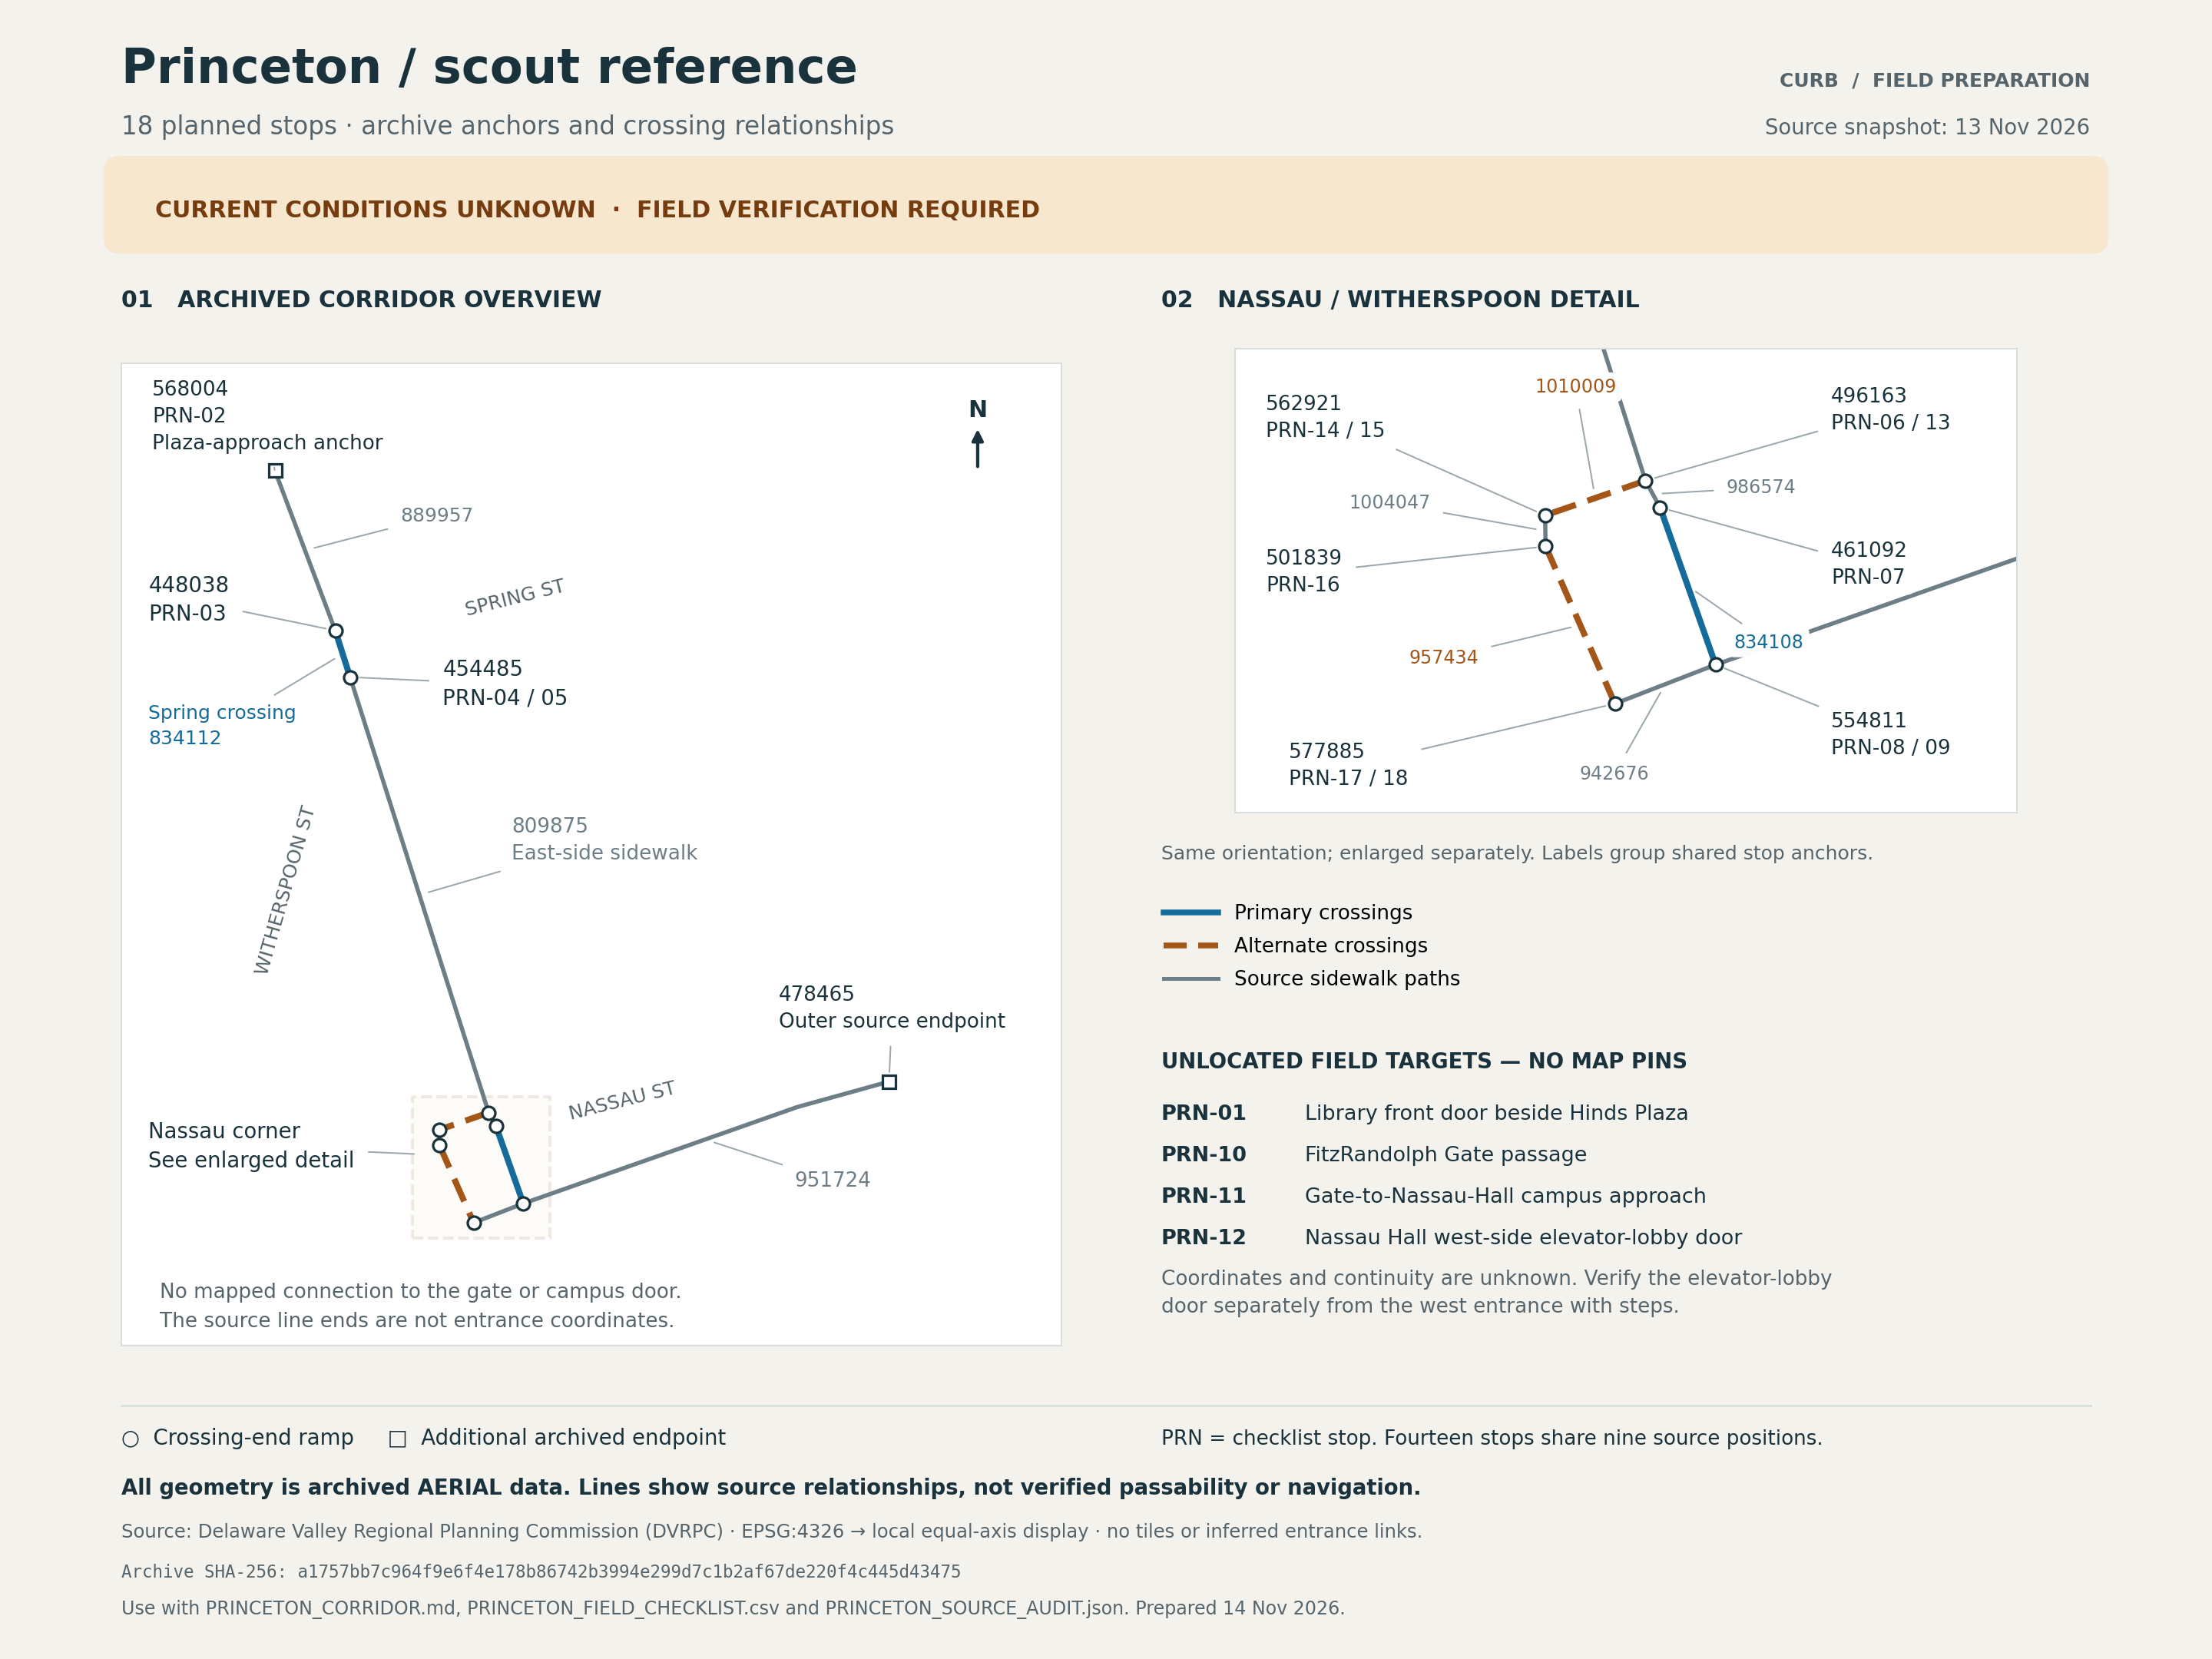 Princeton / scout reference
18 planned stops · archive anchors and crossing relationships
CURB / FIELD PREPARATION
Source snapshot: 13 Nov 2026
CURRENT CONDITIONS UNKNOWN · FIELD VERIFICATION REQUIRED
01 ARCHIVED CORRIDOR OVERVIEW
568004
PRN-02
Plaza-approach anchor
N
889957
448038
PRN-03
SPRING ST
454485
PRN-04 / 05
Spring crossing
834112
WITHERSPOON ST
809875
East-side sidewalk
478465
Outer source endpoint
NASSAU ST
Nassau corner
See enlarged detail
951724
No mapped connection to the gate or campus door.
The source line ends are not entrance coordinates.
02 NASSAU / WITHERSPOON DETAIL
1010009
562921
PRN-14 / 15
496163
PRN-06 / 13
1004047
986574
501839
PRN-16
461092
PRN-07
957434
834108
577885
PRN-17 / 18
942676
554811
PRN-08 / 09
Same orientation; enlarged separately. Labels group shared stop anchors.
Primary crossings
Alternate crossings
Source sidewalk paths
UNLOCATED FIELD TARGETS — NO MAP PINS
PRN-01 Library front door beside Hinds Plaza
PRN-10 FitzRandolph Gate passage
PRN-11 Gate-to-Nassau-Hall campus approach
PRN-12 Nassau Hall west-side elevator-lobby door
Coordinates and continuity are unknown. Verify the elevator-lobby
door separately from the west entrance with steps.
○ Crossing-end ramp □ Additional archived endpoint
PRN = checklist stop. Fourteen stops share nine source positions.
All geometry is archived AERIAL data. Lines show source relationships, not verified passability or navigation.
Source: Delaware Valley Regional Planning Commission (DVRPC) · EPSG:4326 → local equal-axis display · no tiles or inferred entrance links.
Archive SHA-256: a1757bb7c964f9e6f4e178b86742b3994e299d7c1b2af67de220f4c445d43475
Use with PRINCETON_CORRIDOR.md, PRINCETON_FIELD_CHECKLIST.csv and PRINCETON_SOURCE_AUDIT.json. Prepared 14 Nov 2026.